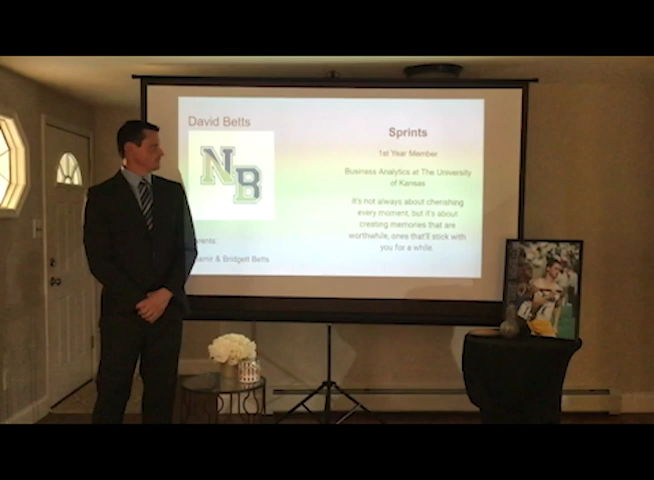 David Betts
NB
Sprints
1st Year Member
Business Analytics at The University
of Kansas
It's not always about cherishing
every moment, but it's about
creating memories that are
worthwhile, ones that'll stick with
you for a while.
& Bridgett Betts